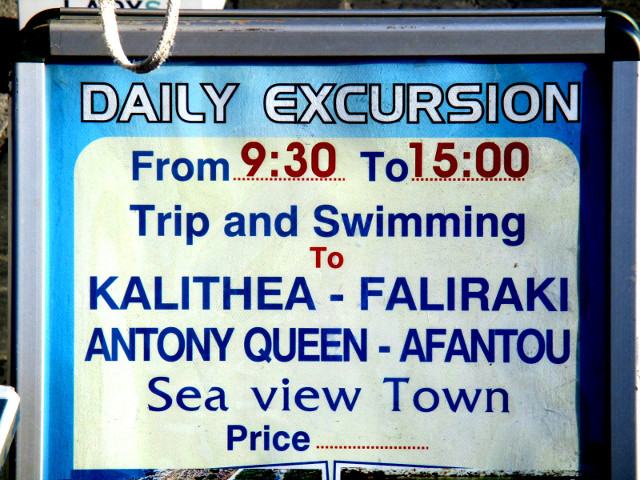 DAILY EXCURSION
From 9:30 To 15:00
Trip and Swimming
To
KALITHEA - FALIRAKI
ANTONY QUEEN - AFANTOU
Sea view Town
Price